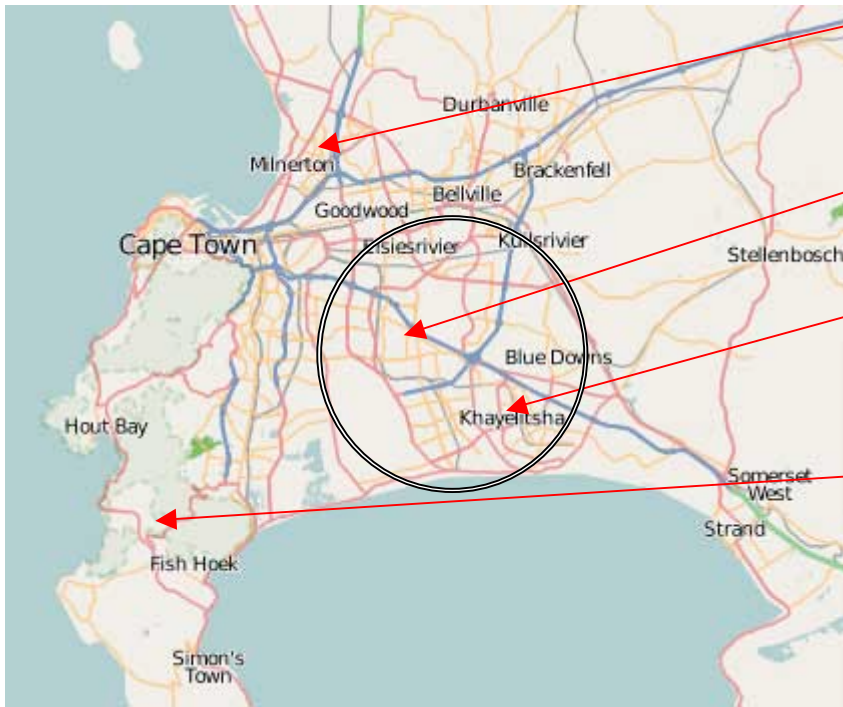 Durbanville
Milnerton
Brackenfell
Bellville
Goodwood
Cape Town
Elsiesrivier
Kuilsrivier
Stellenbosch
Blue Downs
Khayelitsha
Hout Bay
Somerset
West
Strand
Fish Hoek
Simon's
Town